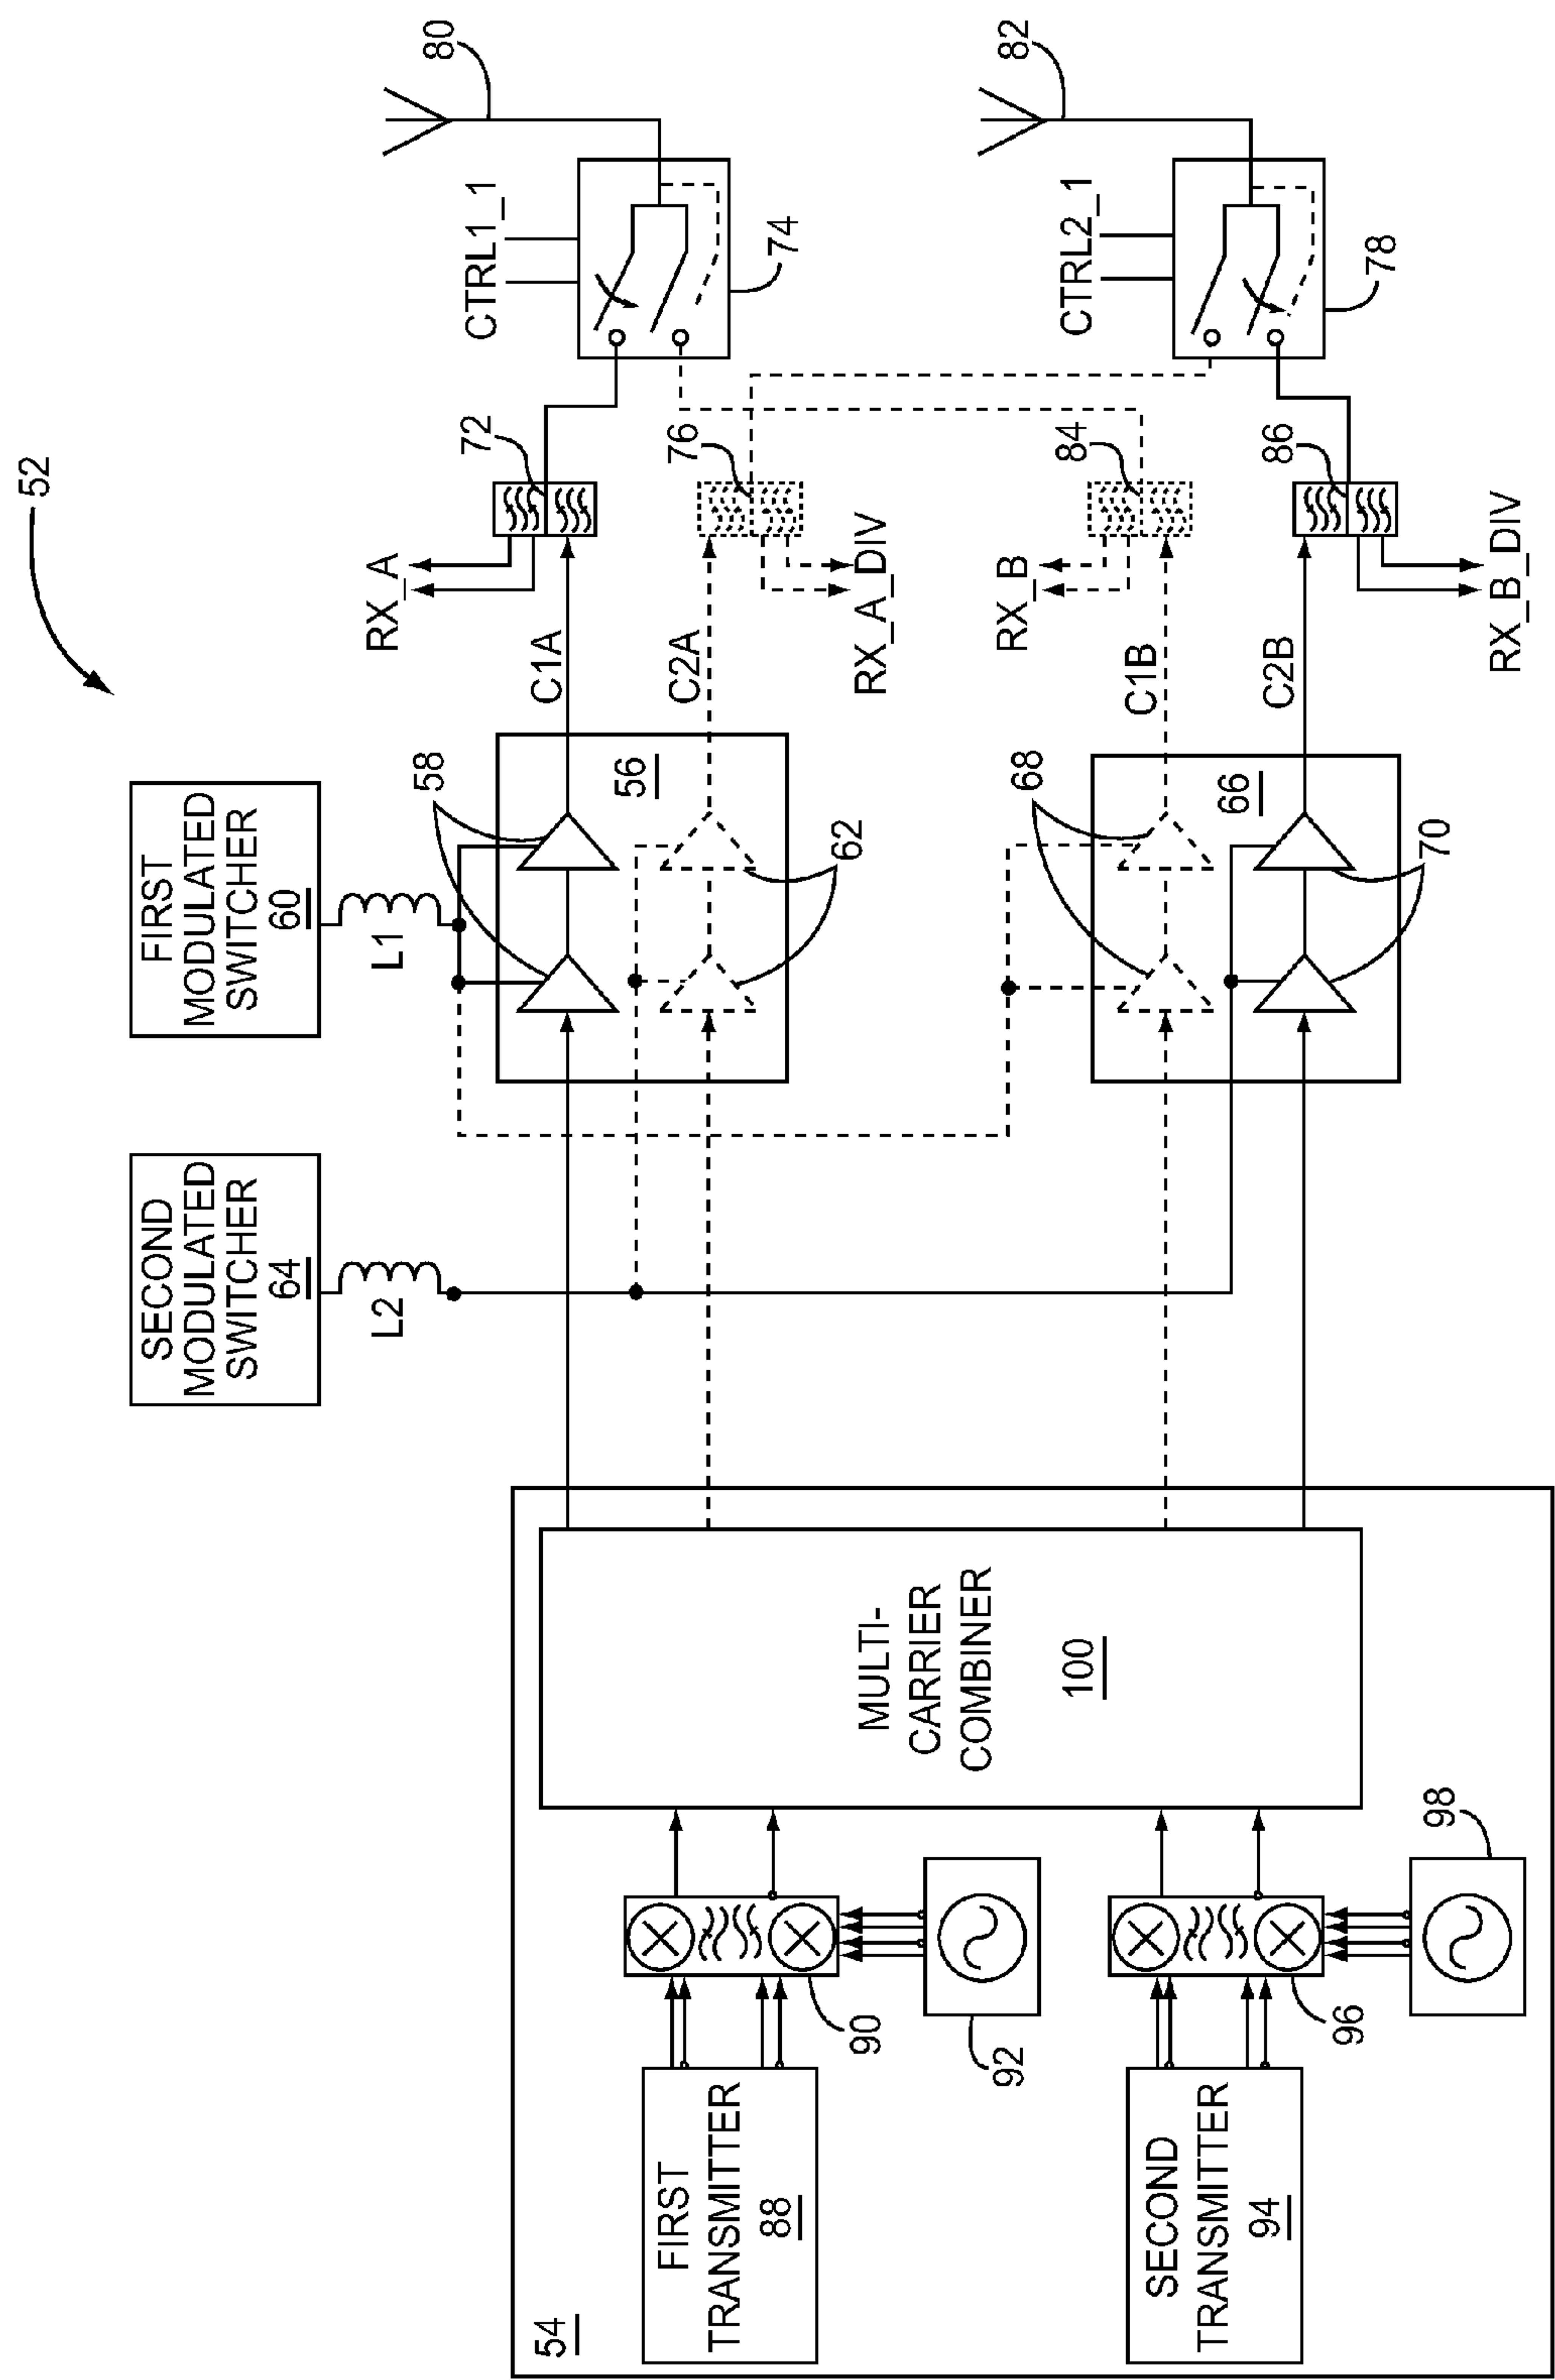 52
FIRST
MODULATED
SWITCHER
60
L1
SECOND
MODULATED
SWITCHER
64
L2
54
FIRST
TRANSMITTER
88
90
92
SECOND
TRANSMITTER
94
96
98
MULTI-
CARRIER
COMBINER
100
58
56
62
68
66
70
C1A
C2A
C1B
C2B
RX_A
72
76
RX_A_DIV
RX_B
84
86
RX_B_DIV
CTRL1_1
74
80
CTRL2_1
78
82